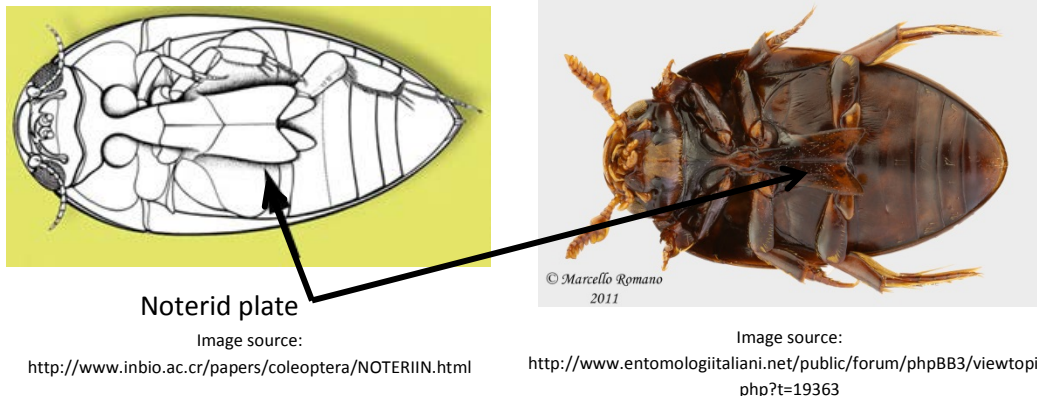 © Marcello Romano
2011
Noterid plate
Image source:
http://www.inbio.ac.cr/papers/coleoptera/NOTERIIN.html
Image source:
http://www.entomologiitaliani.net/public/forum/phpBB3/viewtopi
php?t=19363